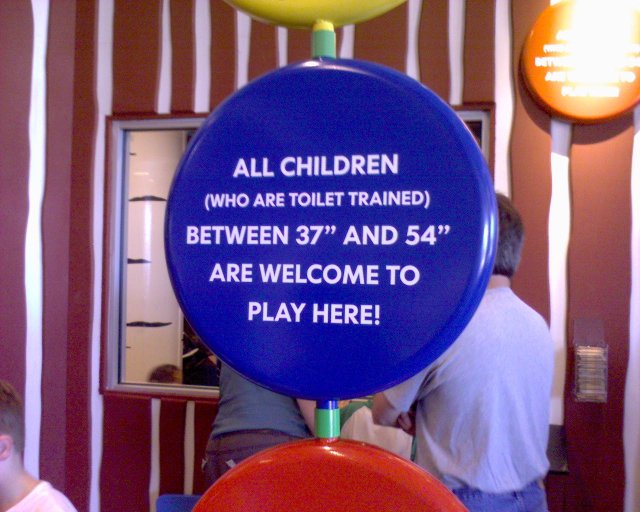 ALL CHILDREN
(WHO ARE TOILET TRAINED)
BETWEEN 37” AND 54”
ARE WELCOME TO
PLAY HERE!